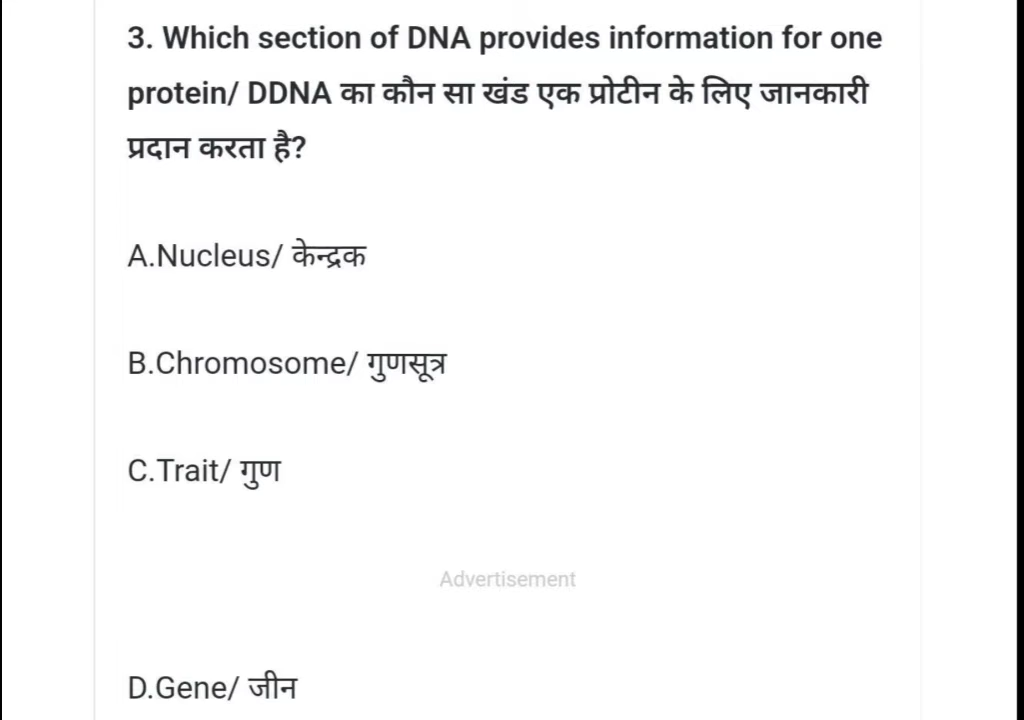 3. Which section of DNA provides information for one
protein/ DDNA का कौन सा खंड एक प्रोटीन के लिए जानकारी
प्रदान करता है?
A.Nucleus/ केन्द्रक
B.Chromosome/ गुणसूत्र
C.Trait/ गुण
Advertisement
D.Gene/ जीन